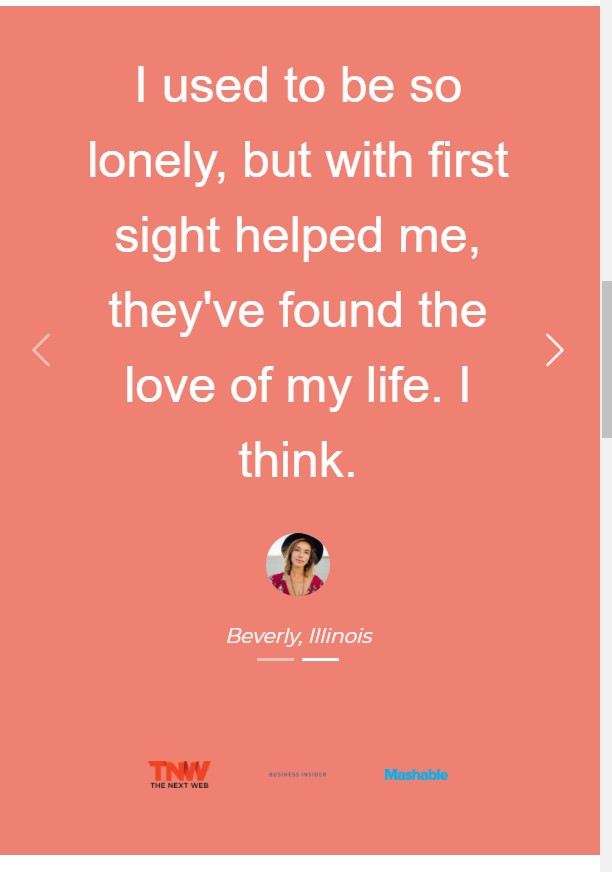 I used to be so
lonely, but with first
sight helped me,
they've found the
love of my life. I
think.
Beverly, Illinois
TNW
THE NEXT WEB
BUSINESS INSIDER
Mashable